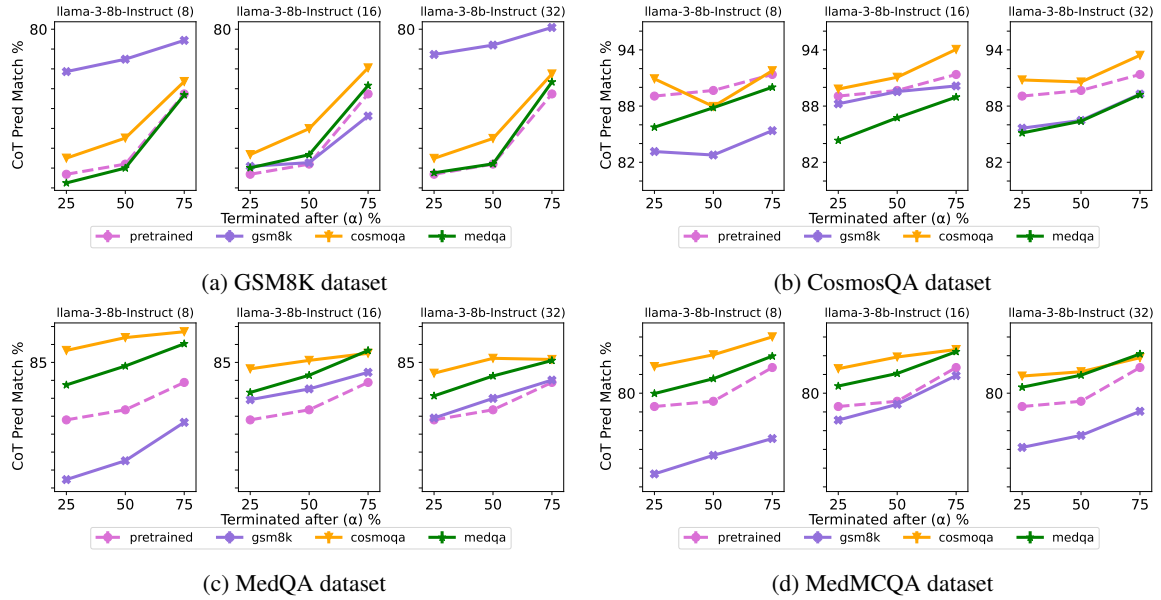 llama-3-8b-Instruct (8) llama-3-8b-Instruct (16) llama-3-8b-Instruct (32)
80 80 80
CoT Pred Match %
25 50 75 25 50 75 25 50 75
Terminated after (α) %
pretrained gsm8k cosmoqa medqa
(a) GSM8K dataset
llama-3-8b-Instruct (8) llama-3-8b-Instruct (16) llama-3-8b-Instruct (32)
94 94 94
88 88 88
82 82 82
CoT Pred Match %
25 50 75 25 50 75 25 50 75
Terminated after (α) %
pretrained gsm8k cosmoqa medqa
(b) CosmosQA dataset
llama-3-8b-Instruct (8) llama-3-8b-Instruct (16) llama-3-8b-Instruct (32)
85 85 85
CoT Pred Match %
25 50 75 25 50 75 25 50 75
Terminated after (α) %
pretrained gsm8k cosmoqa medqa
(c) MedQA dataset
llama-3-8b-Instruct (8) llama-3-8b-Instruct (16) llama-3-8b-Instruct (32)
80 80 80
CoT Pred Match %
25 50 75 25 50 75 25 50 75
Terminated after (α) %
pretrained gsm8k cosmoqa medqa
(d) MedMCQA dataset